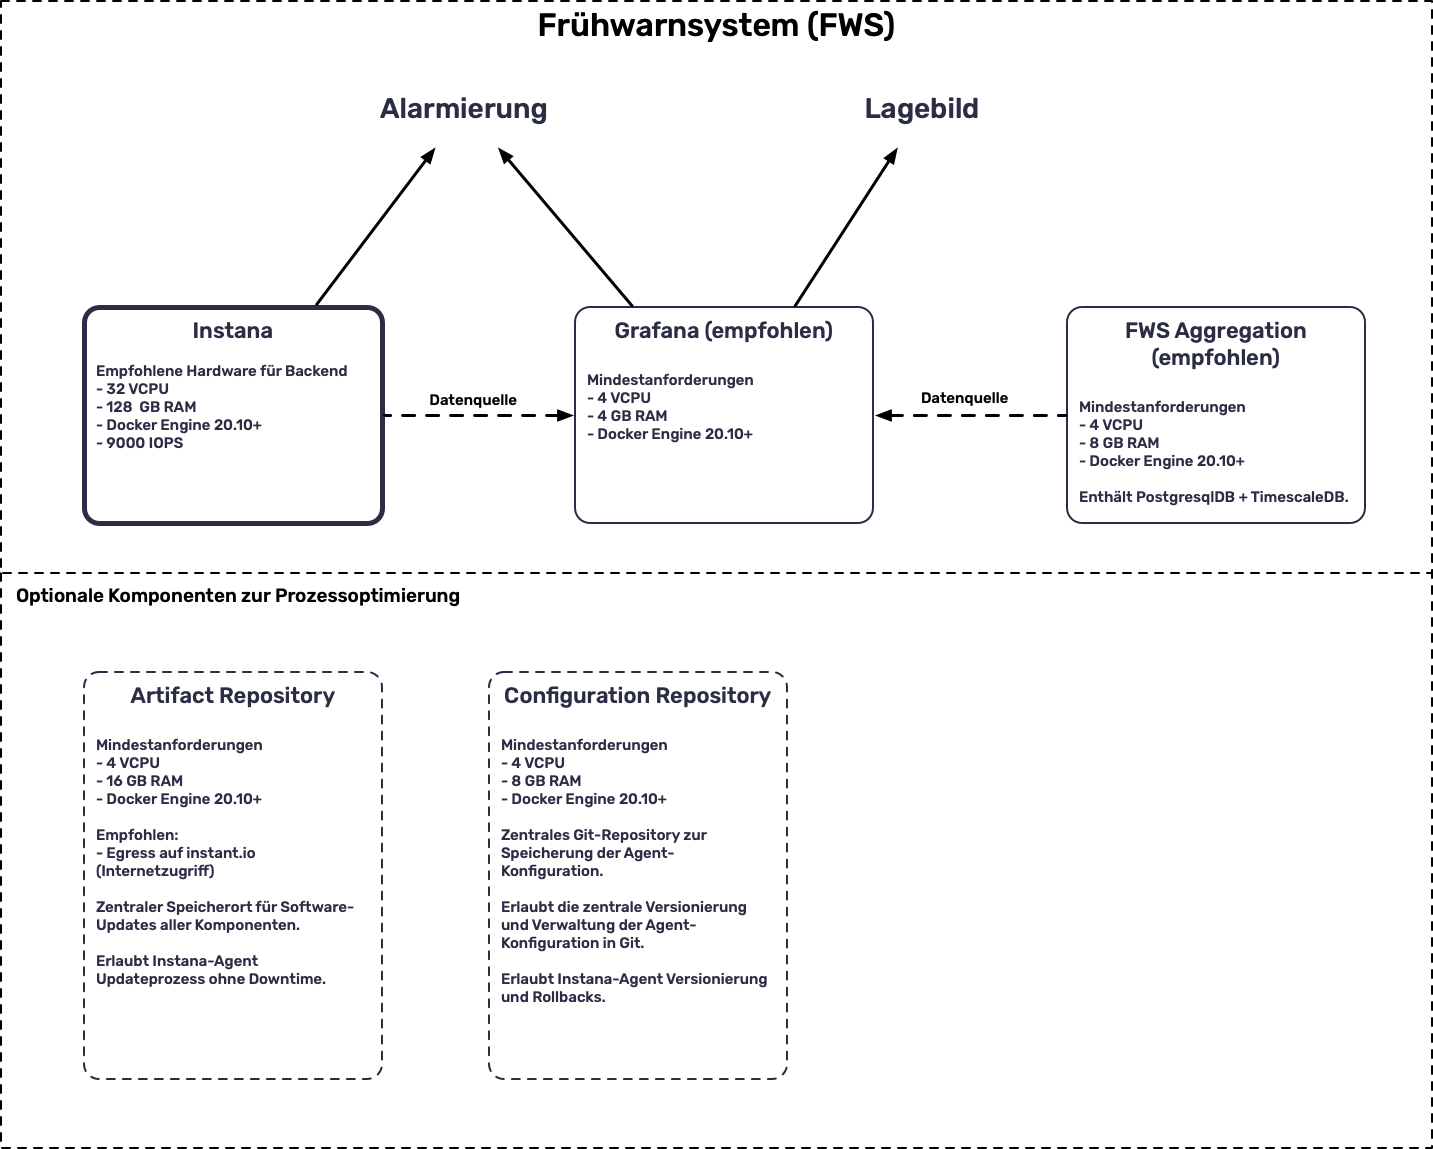 Frühwarnsystem (FWS)
Alarmierung
Lagebild
Instana
Empfohlene Hardware für Backend
- 32 VCPU
- 128 GB RAM
- Docker Engine 20.10+
- 9000 IOPS
Datenquelle
Grafana (empfohlen)
Mindestanforderungen
- 4 VCPU
- 4 GB RAM
- Docker Engine 20.10+
Datenquelle
FWS Aggregation
(empfohlen)
Mindestanforderungen
- 4 VCPU
- 8 GB RAM
- Docker Engine 20.10+
Enthält PostgresqlDB + TimescaleDB.
Optionale Komponenten zur Prozessoptimierung
Artifact Repository
Mindestanforderungen
- 4 VCPU
- 16 GB RAM
- Docker Engine 20.10+
Empfohlen:
- Egress auf instant.io
(Internetzugriff)
Zentraler Speicherort für Software-
Updates aller Komponenten.
Erlaubt Instana-Agent
Updateprozess ohne Downtime.
Configuration Repository
Mindestanforderungen
- 4 VCPU
- 8 GB RAM
- Docker Engine 20.10+
Zentrales Git-Repository zur
Speicherung der Agent-
Konfiguration.
Erlaubt die zentrale Versionierung
und Verwaltung der Agent-
Konfiguration in Git.
Erlaubt Instana-Agent Versionierung
und Rollbacks.